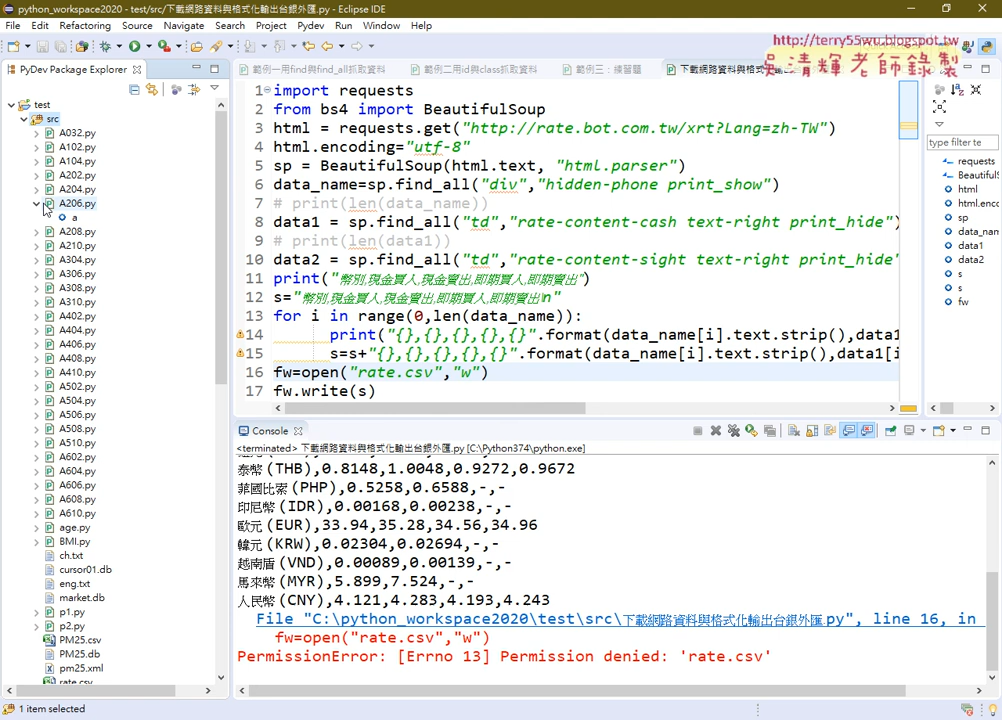 python_workspace2020 - test/src/下載網路資料與格式化輸出台銀外匯.py - Eclipse IDE
File Edit Refactoring Source Navigate Search Project Pydev Run Window Help
http://terry55wu.blogspot.tw
吳清輝老師錄製
PyDev Package Explorer
範例一用find與find_all抓取資料
範例二用id與class抓取資料
範例三：練習題
下載網路資料與格式
test
src
A032.py
A102.py
A104.py
A202.py
A204.py
A206.py
a
A208.py
A210.py
A304.py
A306.py
A308.py
A310.py
A402.py
A404.py
A406.py
A408.py
A410.py
A502.py
A504.py
A506.py
A508.py
A510.py
A602.py
A604.py
A606.py
A608.py
A610.py
age.py
BMI.py
ch.txt
cursor01.db
eng.txt
market.db
p1.py
p2.py
PM25.csv
PM25.db
pm25.xml
rate.csv
1 import requests
2 from bs4 import BeautifulSoup
3 html = requests.get("http://rate.bot.com.tw/xrt?Lang=zh-TW")
4 html.encoding="utf-8"
5 sp = BeautifulSoup(html.text, "html.parser")
6 data_name=sp.find_all("div","hidden-phone print_show")
7 # print(len(data_name))
8 data1 = sp.find_all("td","rate-content-cash text-right print_hide")
9 # print(len(data1))
10 data2 = sp.find_all("td","rate-content-sight text-right print_hide"
11 print("幣別,現金買入,現金賣出,即期買入,即期賣出")
12 s="幣別,現金買入,現金賣出,即期買入,即期賣出\n"
13 for i in range(0,len(data_name)):
14 print("{},{},{},{},{}".format(data_name[i].text.strip(),data1
15 s=s+"{},{},{},{},{}".format(data_name[i].text.strip(),data1[i
16 fw=open("rate.csv","w")
17 fw.write(s)
type filter te
requests
BeautifulS
html
html.enco
sp
data_nam
data1
data2
s
s
fw
Console
<terminated> 下載網路資料與格式化輸出台銀外匯.py [C:\Python374\python.exe]
泰幣 (THB),0.8148,1.0048,0.9272,0.9672
菲國比索 (PHP),0.5258,0.6588,-,-
印尼幣 (IDR),0.00168,0.00238,-,-
歐元 (EUR),33.94,35.28,34.56,34.96
韓元 (KRW),0.02304,0.02694,-,-
越南盾 (VND),0.00089,0.00139,-,-
馬來幣 (MYR),5.899,7.524,-,-
人民幣 (CNY),4.121,4.283,4.193,4.243
File "C:\python_workspace2020\test\src\下載網路資料與格式化輸出台銀外匯.py", line 16, in
fw=open("rate.csv","w")
PermissionError: [Errno 13] Permission denied: 'rate.csv'
1 item selected